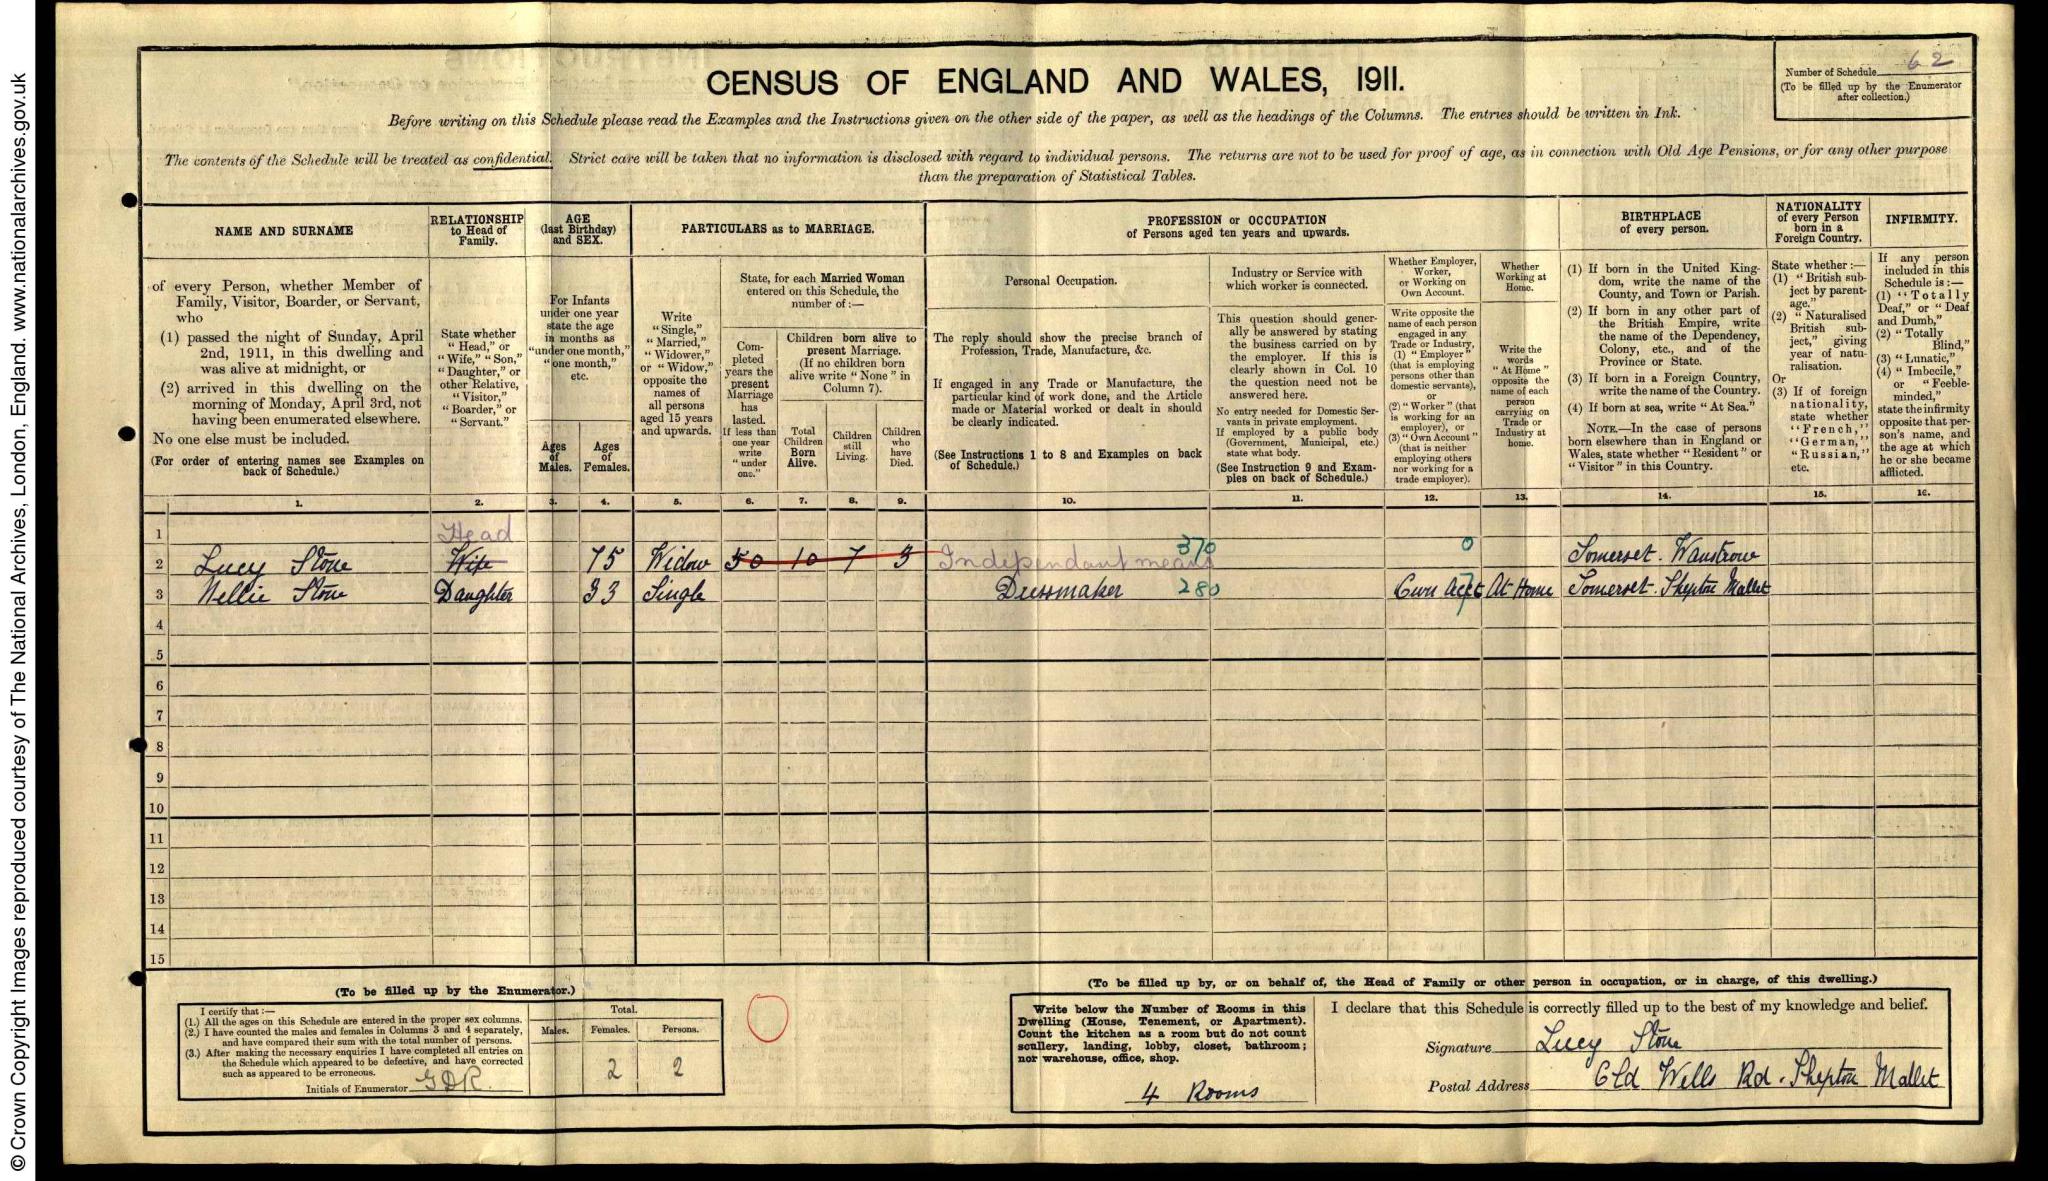 © Crown Copyright Images reproduced courtesy of The National Archives, London, England. www.nationalarchives.gov.uk
CENSUS OF ENGLAND AND WALES, 1911.
Number of Schedule 62
(To be filled up by the Enumerator
after collection.)
Before writing on this Schedule please read the Examples and the Instructions given on the other side of the paper, as well as the headings of the Columns. The entries should be written in Ink.
The contents of the Schedule will be treated as confidential. Strict care will be taken that no information is disclosed with regard to individual persons. The returns are not to be used for proof of age, as in connection with Old Age Pensions, or for any other purpose
than the preparation of Statistical Tables.
NAME AND SURNAME
of every Person, whether Member of
Family, Visitor, Boarder, or Servant,
who
(1) passed the night of Sunday, April
2nd, 1911, in this dwelling and
was alive at midnight, or
(2) arrived in this dwelling on the
morning of Monday, April 3rd, not
having been enumerated elsewhere.
No one else must be included.
(For order of entering names see Examples on
back of Schedule.)
RELATIONSHIP
to Head of
Family.
State whether
"Head," or
"Wife," "Son,"
"Daughter," or
other Relative,
"Visitor,"
"Boarder," or
"Servant."
AGE
(last Birthday)
and SEX.
For Infants
under one year
state the age
in months as
"under one month,"
"one month,"
etc.
Ages
of
Males.
Ages
of
Females.
PARTICULARS as to MARRIAGE.
Write
"Single,"
"Married,"
"Widower,"
or "Widow,"
opposite the
names of
all persons
aged 15 years
and upwards.
State, for each Married Woman
entered on this Schedule, the
number of:—
Com-
pleted
years the
present
Marriage
has
lasted.
If less than
one year
write
"under
one."
Children born alive to
present Marriage.
(If no children born
alive write "None" in
Column 7).
Total
Children
Born
Alive.
Children
still
Living.
Children
who
have
Died.
PROFESSION or OCCUPATION
of Persons aged ten years and upwards.
Personal Occupation.
The reply should show the precise branch of
Profession, Trade, Manufacture, &c.
If engaged in any Trade or Manufacture, the
particular kind of work done, and the Article
made or Material worked or dealt in should
be clearly indicated.
(See Instructions 1 to 8 and Examples on back
of Schedule.)
Industry or Service with
which worker is connected.
This question should gener-
ally be answered by stating
the business carried on by
the employer. If this is
clearly shown in Col. 10
the question need not be
answered here.
No entry needed for Domestic Ser-
vants in private employment.
If employed by a public body
(Government, Municipal, etc.)
state what body.
(See Instruction 9 and Exam-
ples on back of Schedule.)
Whether Employer,
Worker,
or Working on
Own Account.
Write opposite the
name of each person
engaged in any
Trade or Industry,
(1) "Employer"
(that is employing
persons other than
domestic servants),
or
(2) "Worker" (that
is working for an
employer), or
(3) "Own Account"
(that is neither
employing others
nor working for a
trade employer).
Whether
Working at
Home.
Write the
words
"At Home"
opposite the
name of each
person
carrying on
Trade or
Industry at
home.
BIRTHPLACE
of every person.
(1) If born in the United King-
dom, write the name of the
County, and Town or Parish.
(2) If born in any other part of
the British Empire, write
the name of the Dependency,
Colony, etc., and of the
Province or State.
(3) If born in a Foreign Country,
write the name of the Country.
(4) If born at sea, write "At Sea."
NOTE.—In the case of persons
born elsewhere than in England or
Wales, state whether "Resident" or
"Visitor" in this Country.
NATIONALITY
of every Person
born in a
Foreign Country.
State whether:—
(1) "British sub-
ject by parent-
age."
(2) "Naturalised
British sub-
ject," giving
year of natu-
ralisation.
Or
(3) If of foreign
nationality,
state whether
"French,"
"German,"
"Russian,"
etc.
INFIRMITY.
If any person
included in this
Schedule is:—
(1) "Totally
Deaf," or "Deaf
and Dumb,"
(2) "Totally
Blind,"
(3) "Lunatic,"
(4) "Imbecile,"
or "Feeble-
minded,"
state the infirmity
opposite that per-
son's name, and
the age at which
he or she became
afflicted.
1. 2. 3. 4. 5. 6. 7. 8. 9. 10. 11. 12. 13. 14. 15. 16.
1 Head
2 Lucy Stone Wife 75 Widow 50 10 7 3 Independant means 370 0 Somerset. Wanstrow
3 Nellie Stone Daughter 33 Single Dressmaker 280 Own Acct At Home Somerset. Shepton Mallet
4
5
6
7
8
9
10
11
12
13
14
15
(To be filled up by the Enumerator.)
I certify that:—
(1.) All the ages on this Schedule are entered in the proper sex columns.
(2.) I have counted the males and females in Columns 3 and 4 separately,
and have compared their sum with the total number of persons.
(3.) After making the necessary enquiries I have completed all entries on
the Schedule which appeared to be defective, and have corrected
such as appeared to be erroneous.
Initials of Enumerator GDR.
Total.
Males. Females. Persons.
2 2
(To be filled up by, or on behalf of, the Head of Family or other person in occupation, or in charge, of this dwelling.)
Write below the Number of Rooms in this
Dwelling (House, Tenement, or Apartment).
Count the kitchen as a room but do not count
scullery, landing, lobby, closet, bathroom;
nor warehouse, office, shop.
4 Rooms
I declare that this Schedule is correctly filled up to the best of my knowledge and belief.
Signature Lucy Stone
Postal Address Old Wells Rd. Shepton Mallet